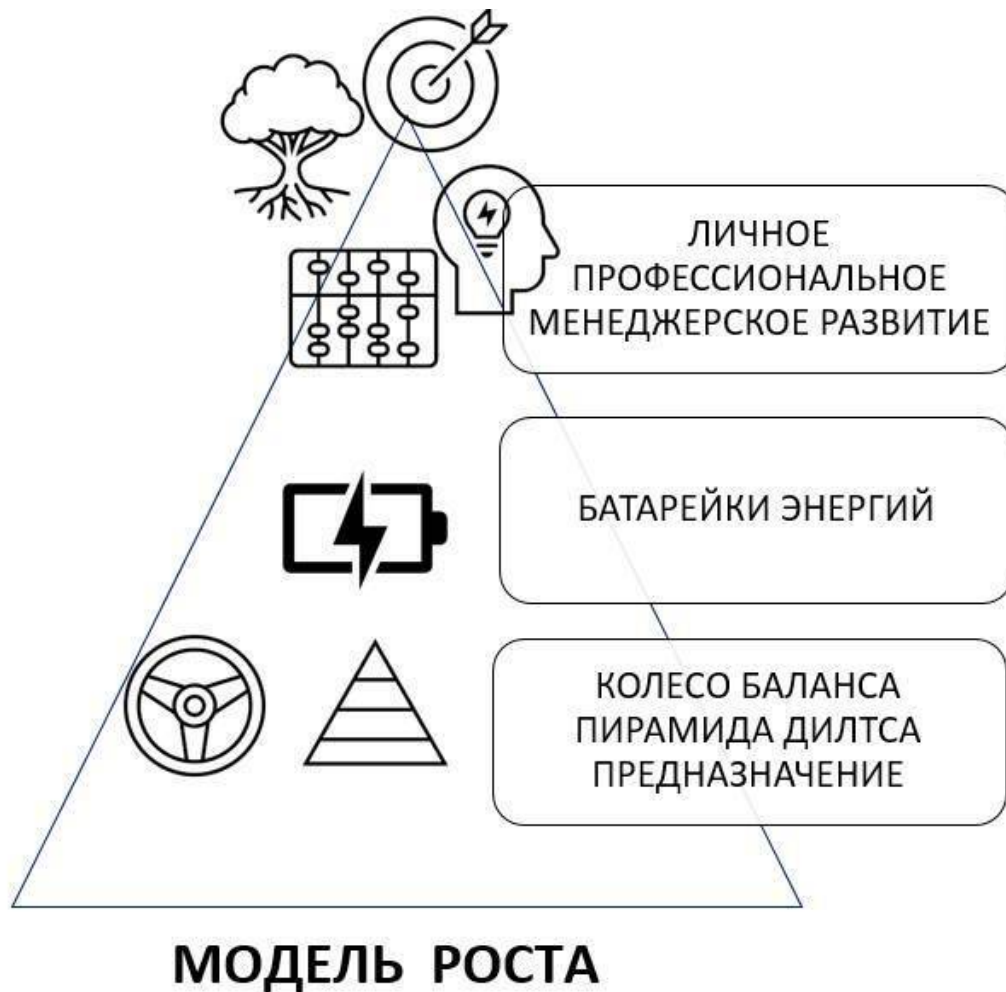 ЛИЧНОЕ
ПРОФЕССИОНАЛЬНОЕ
МЕНЕДЖЕРСКОЕ РАЗВИТИЕ
БАТАРЕЙКИ ЭНЕРГИЙ
КОЛЕСО БАЛАНСА
ПИРАМИДА ДИЛТСА
ПРЕДНАЗНАЧЕНИЕ
МОДЕЛЬ РОСТА